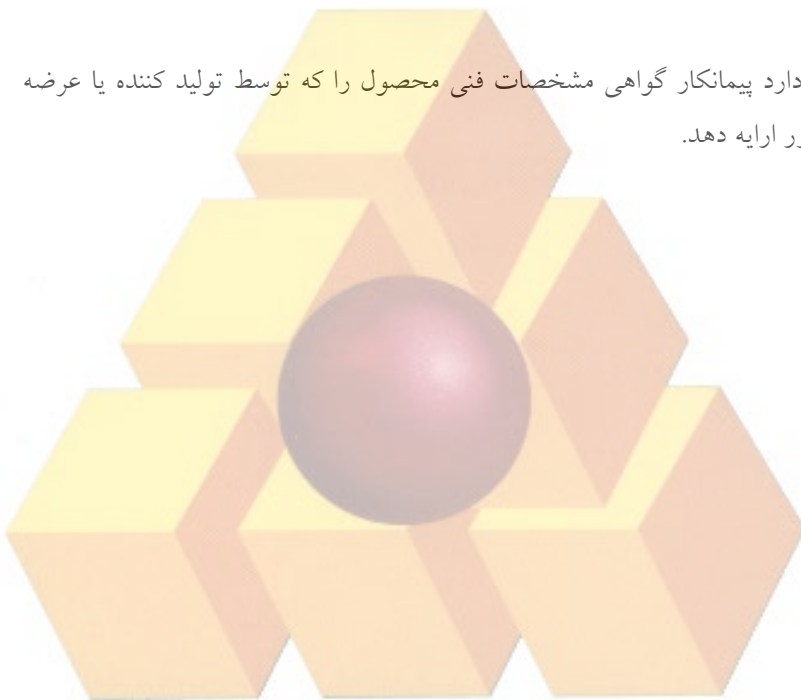 دارد پیمانکار گواهی مشخصات فنی محصول را که توسط تولید کننده یا عرضه
ارایه دهد.